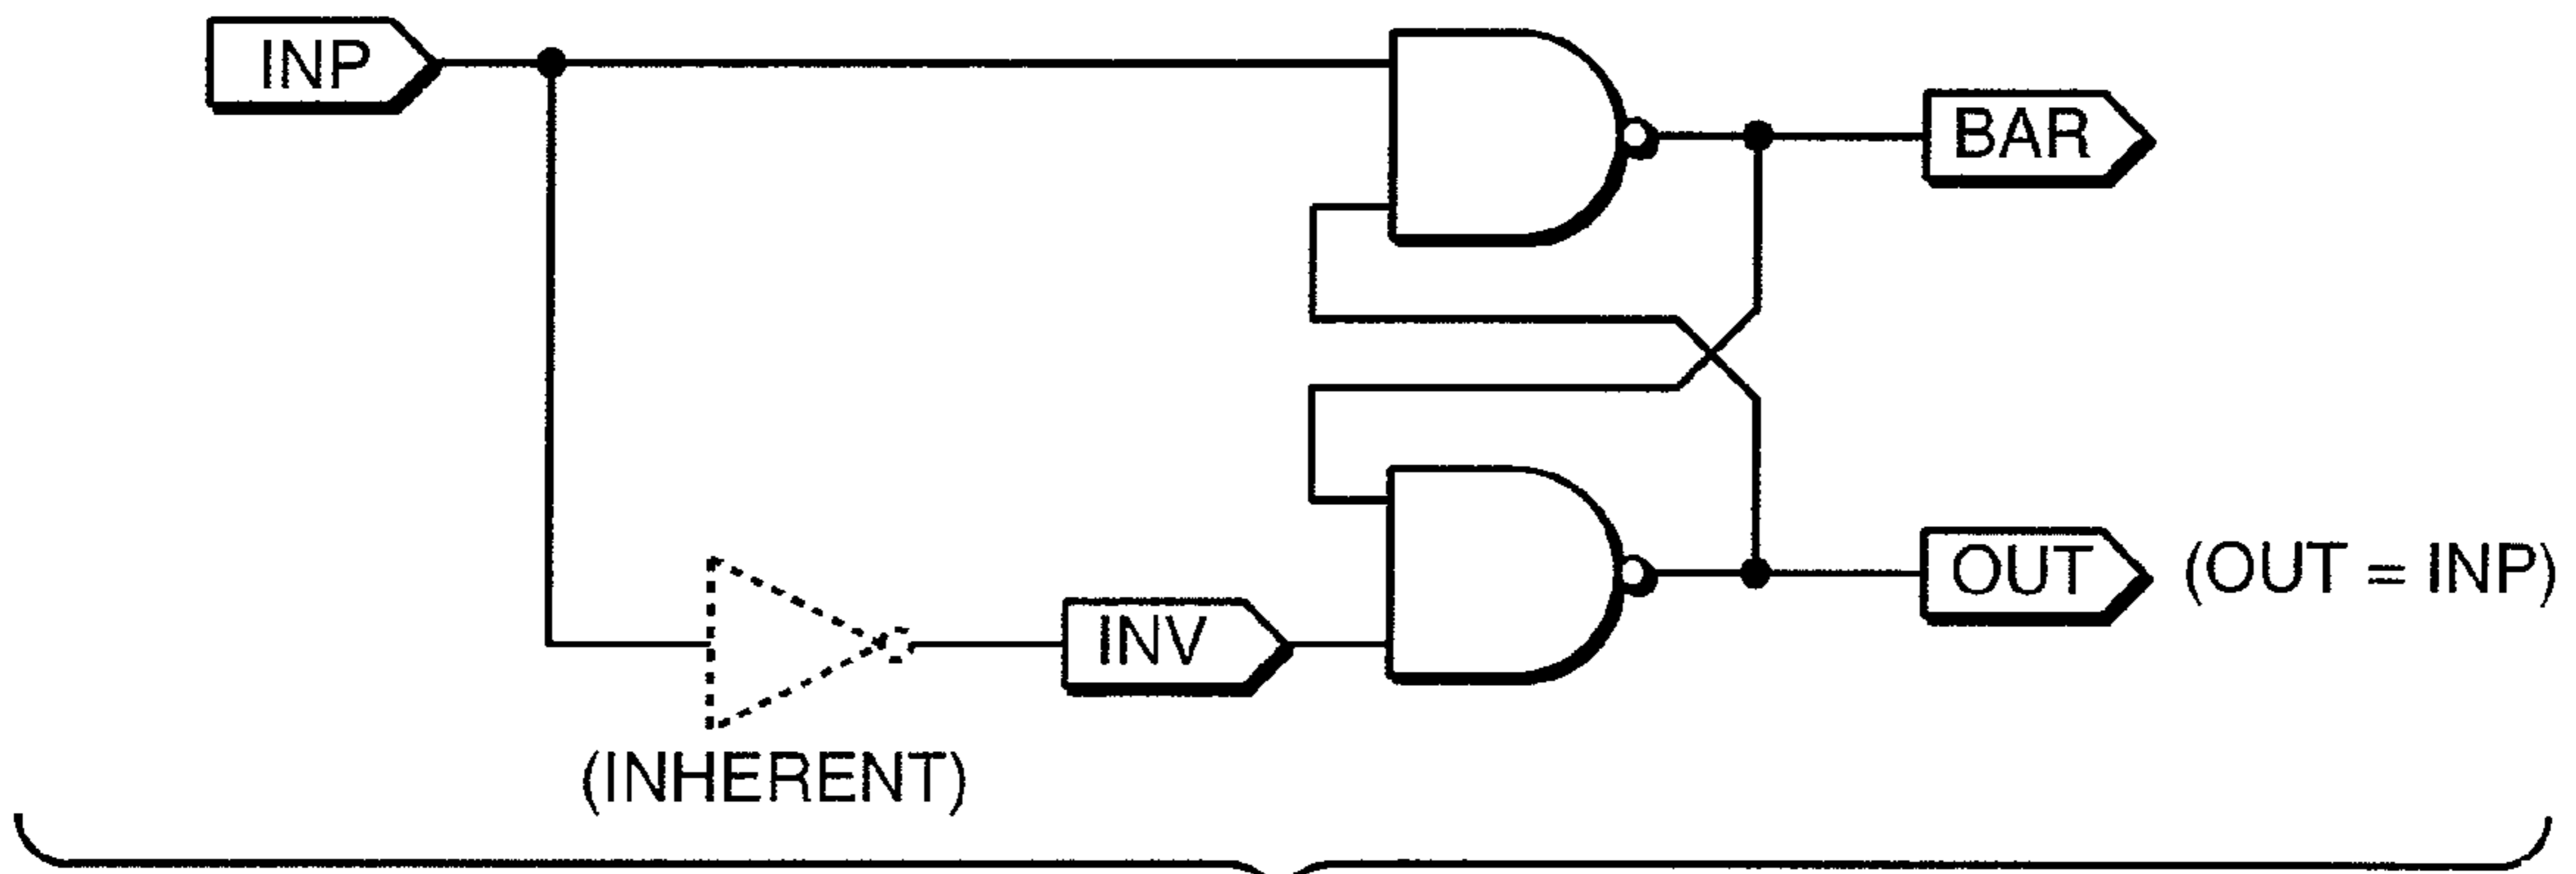 INP
BAR
OUT (OUT = INP)
INV
(INHERENT)